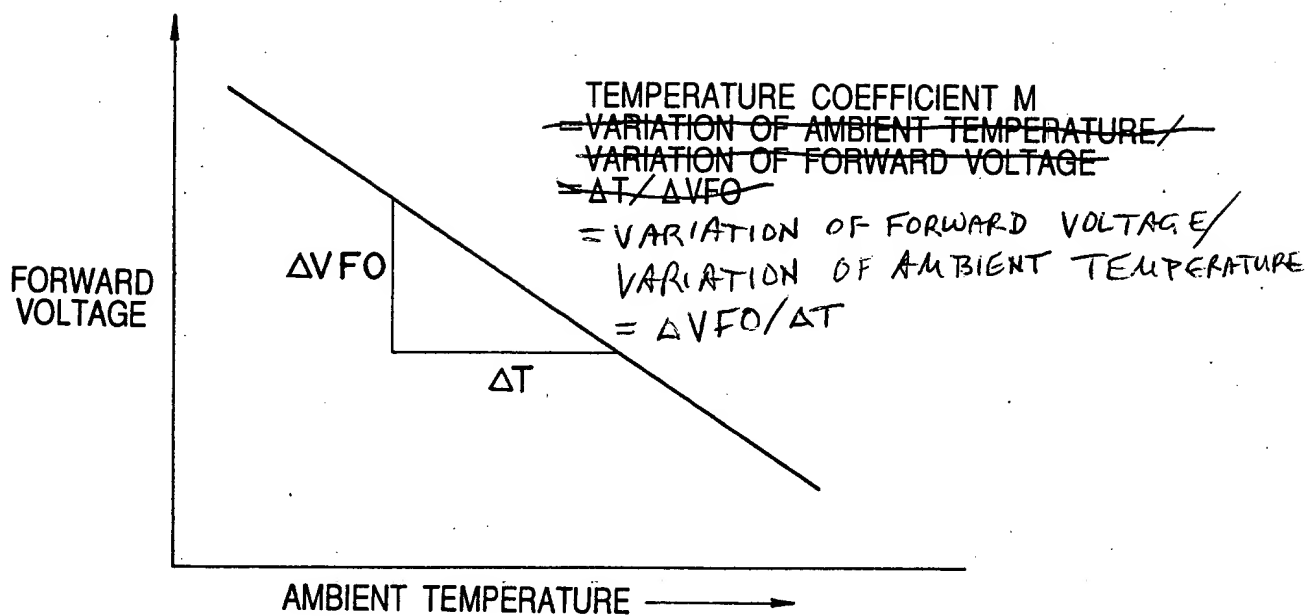 TEMPERATURE COEFFICIENT M
=VARIATION OF AMBIENT TEMPERATURE/
VARIATION OF FORWARD VOLTAGE
=ΔT/ΔVFO
= VARIATION OF FORWARD VOLTAGE/
VARIATION OF AMBIENT TEMPERATURE
= ΔVFO/ΔT
ΔVFO
FORWARD
VOLTAGE
ΔT
AMBIENT TEMPERATURE